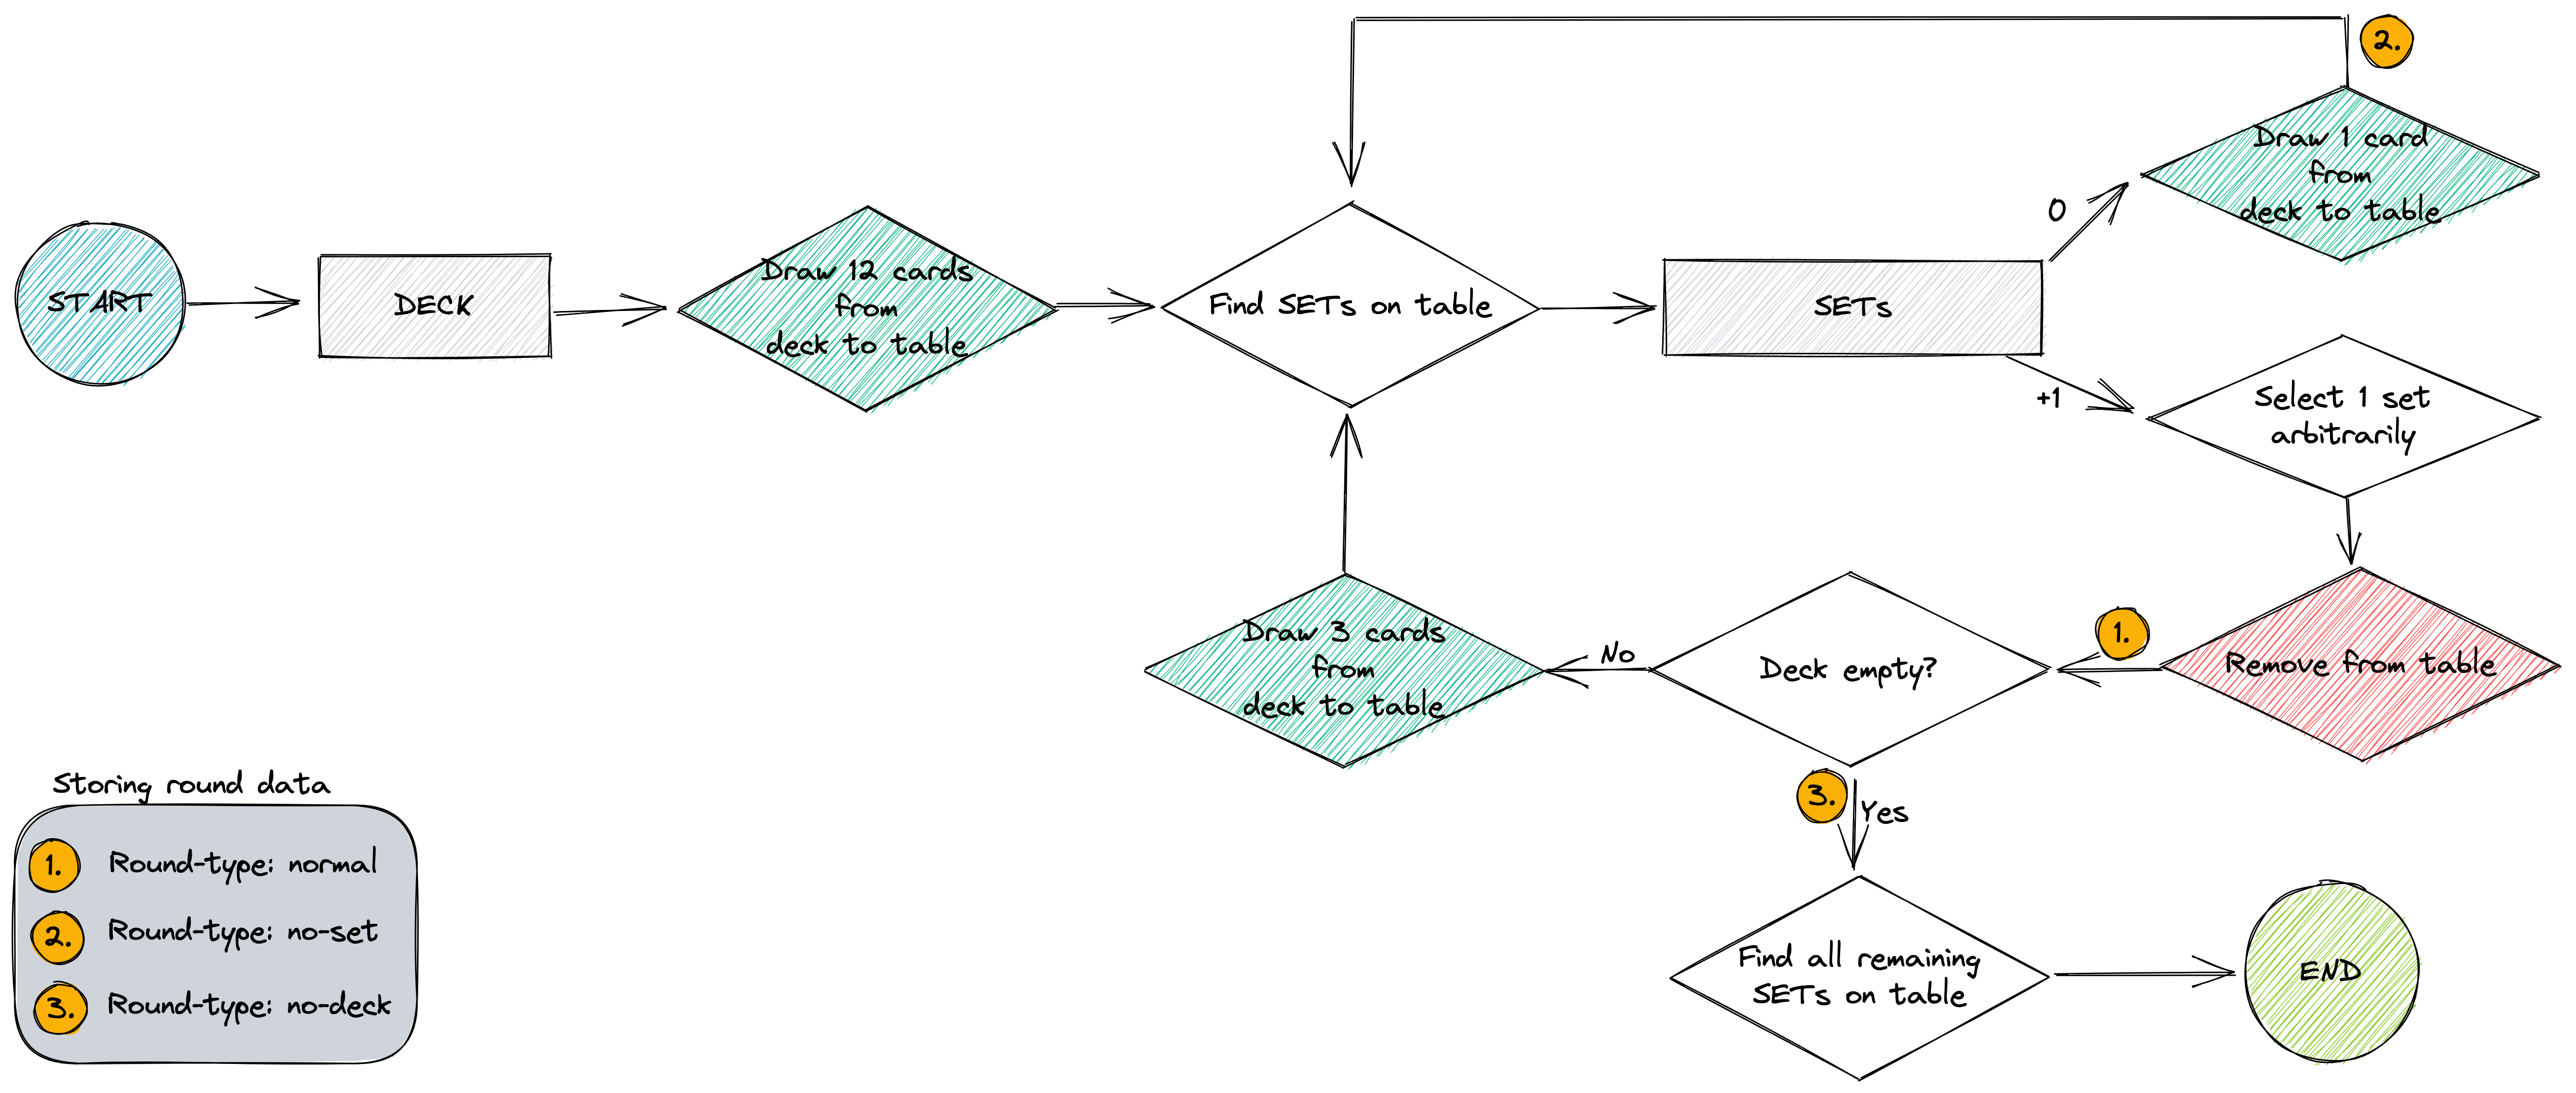 2.
Draw 1 card
from
deck to table
0
START
DECK
Draw 12 cards
from
deck to table
Find SETs on table
SETs
+1
Select 1 set
arbitrarily
Draw 3 cards
from
deck to table
No
Deck empty?
1.
Remove from table
3.
Yes
Storing round data
1.
Round-type: normal
2.
Round-type: no-set
3.
Round-type: no-deck
Find all remaining
SETs on table
END